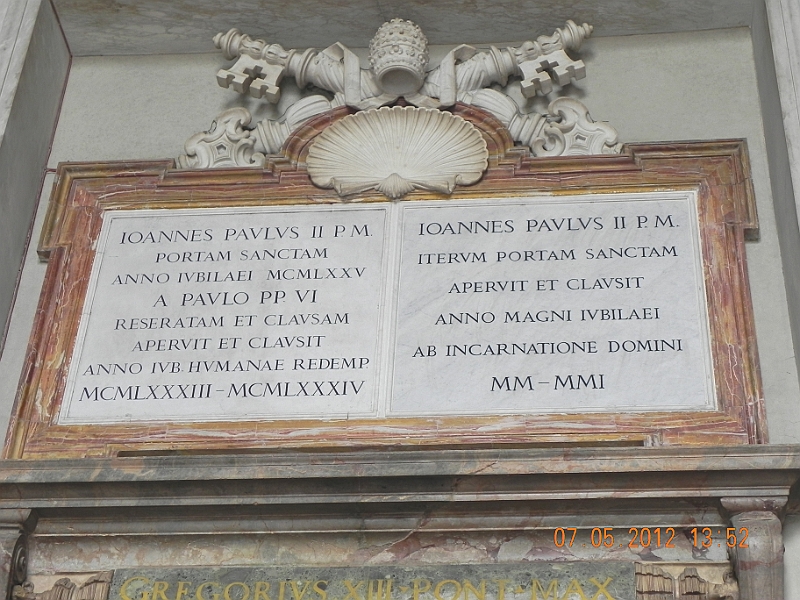 IOANNES PAVLVS II P.M.
PORTAM SANCTAM
ANNO IVBILAEI MCMLXXV
A PAVLO PP. VI
RESERATAM ET CLAVSAM
APERVIT ET CLAVSIT
ANNO IVB. HVMANAE REDEMP.
MCMLXXXIII–MCMLXXXIV
IOANNES PAVLVS II P.M.
ITERVM PORTAM SANCTAM
APERVIT ET CLAVSIT
ANNO MAGNI IVBILAEI
AB INCARNATIONE DOMINI
MM–MMI
GREGORIVS XIII PONT MAX
07 05 2012 13:52